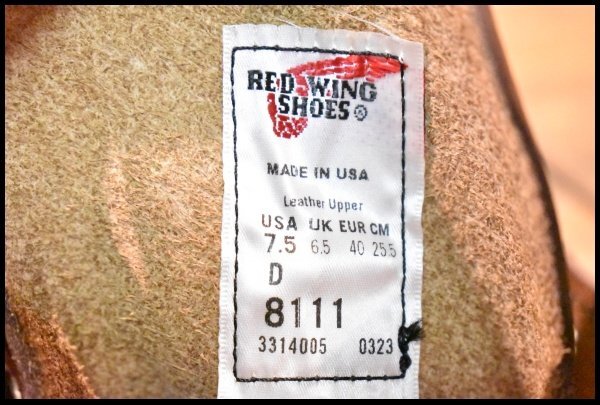 RED WING
SHOES®
MADE IN USA
Leather Upper
USA UK EUR CM
7.5 6.5 40 25.5
D
8111
3314005 0323